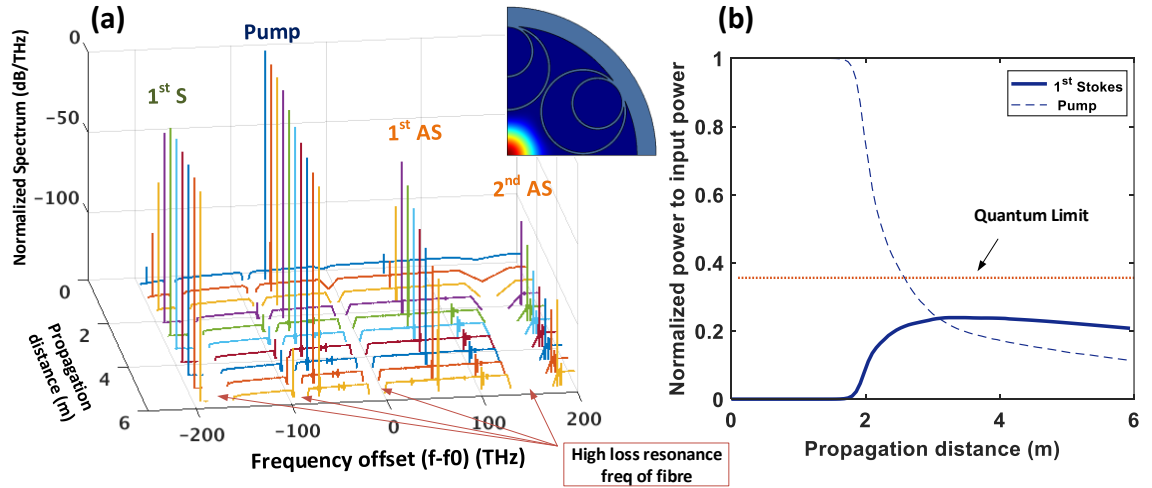 (a)
Pump
1st S
1st AS
2nd AS
Normalized Spectrum (dB/THz)
0
−50
−100
0
2
4
6
Propagation
distance (m)
−200
−100
0
100
200
Frequency offset (f-f0) (THz)
High loss resonance
freq of fibre
(b)
Normalized power to input power
1
0.8
0.6
0.4
0.2
0
1st Stokes
Pump
Quantum Limit
0
2
4
6
Propagation distance (m)